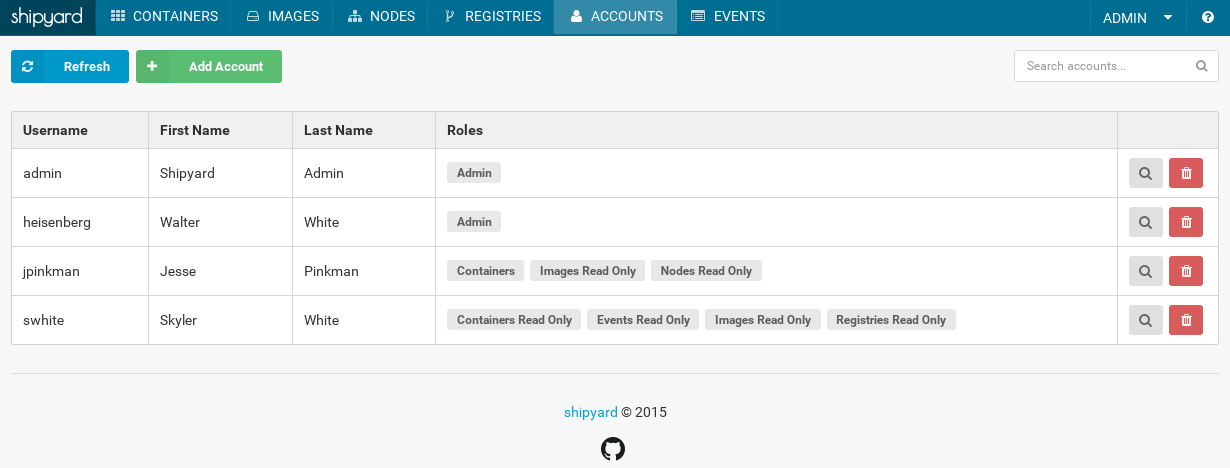 shipyard CONTAINERS IMAGES NODES REGISTRIES ACCOUNTS EVENTS ADMIN
Refresh Add Account Search accounts...
Username First Name Last Name Roles
admin Shipyard Admin Admin
heisenberg Walter White Admin
jpinkman Jesse Pinkman Containers Images Read Only Nodes Read Only
swhite Skyler White Containers Read Only Events Read Only Images Read Only Registries Read Only
shipyard © 2015